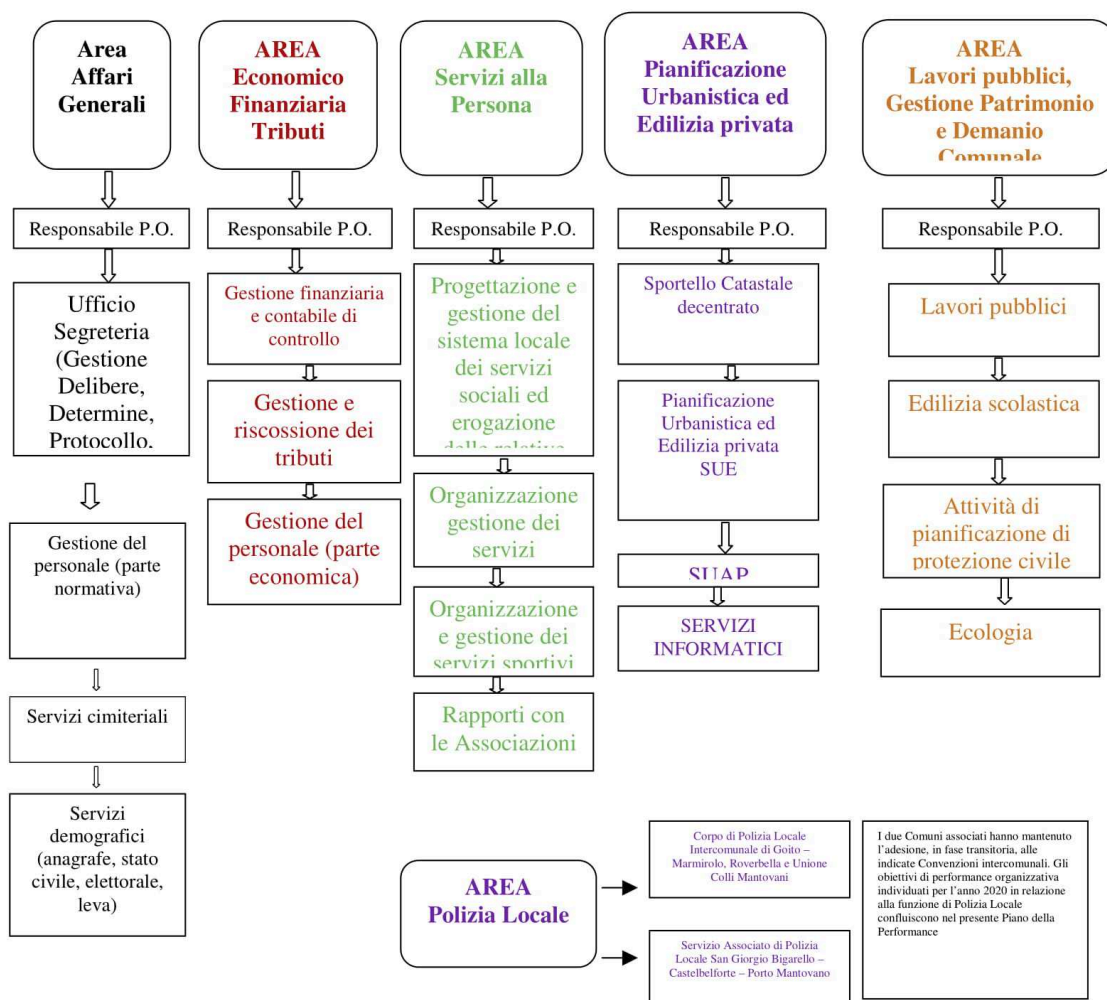 Area
Affari
Generali
Responsabile P.O.
Ufficio
Segreteria
(Gestione
Delibere,
Determine,
Protocollo,
Gestione del
personale (parte
normativa)
Servizi cimiteriali
Servizi
demografici
(anagrafe, stato
civile, elettorale,
leva)
AREA
Economico
Finanziaria
Tributi
Responsabile P.O.
Gestione finanziaria
e contabile di
controllo
Gestione e
riscossione dei
tributi
Gestione del
personale (parte
economica)
AREA
Servizi alla
Persona
Responsabile P.O.
Progettazione e
gestione del
sistema locale
dei servizi
sociali ed
erogazione
delle relative
Organizzazione
gestione dei
servizi
Organizzazione
e gestione dei
servizi sportivi
Rapporti con
le Associazioni
AREA
Pianificazione
Urbanistica ed
Edilizia privata
Responsabile P.O.
Sportello Catastale
decentrato
Pianificazione
Urbanistica ed
Edilizia privata
SUE
SUAP
SERVIZI
INFORMATICI
AREA
Lavori pubblici,
Gestione Patrimonio
e Demanio
Comunale
Responsabile P.O.
Lavori pubblici
Edilizia scolastica
Attività di
pianificazione di
protezione civile
Ecologia
AREA
Polizia Locale
Corpo di Polizia Locale
Intercomunale di Goito –
Marmirolo, Roverbella e Unione
Colli Mantovani
Servizio Associato di Polizia
Locale San Giorgio Bigarello –
Castelbelforte – Porto Mantovano
I due Comuni associati hanno mantenuto
l’adesione, in fase transitoria, alle
indicate Convenzioni intercomunali. Gli
obiettivi di performance organizzativa
individuati per l’anno 2020 in relazione
alla funzione di Polizia Locale
confluiscono nel presente Piano della
Performance